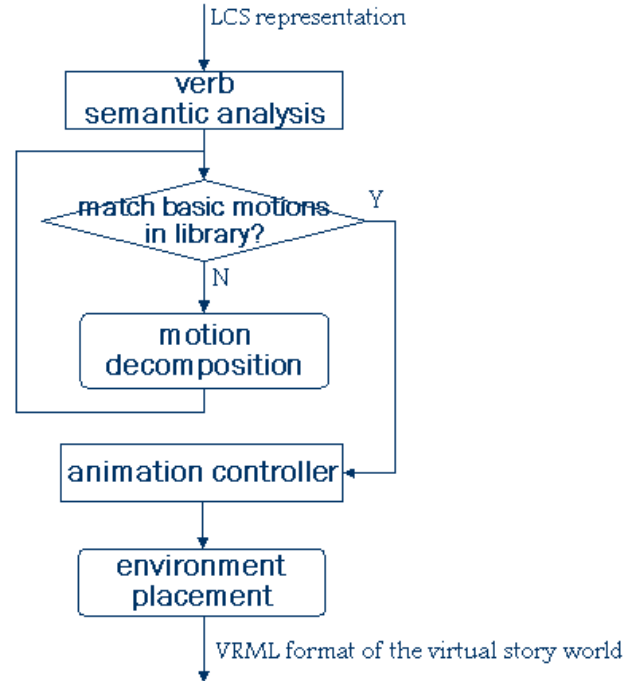 LCS representation
verb
semantic analysis
match basic motions
in library?
Y
N
motion
decomposition
animation controller
environment
placement
VRML format of the virtual story world